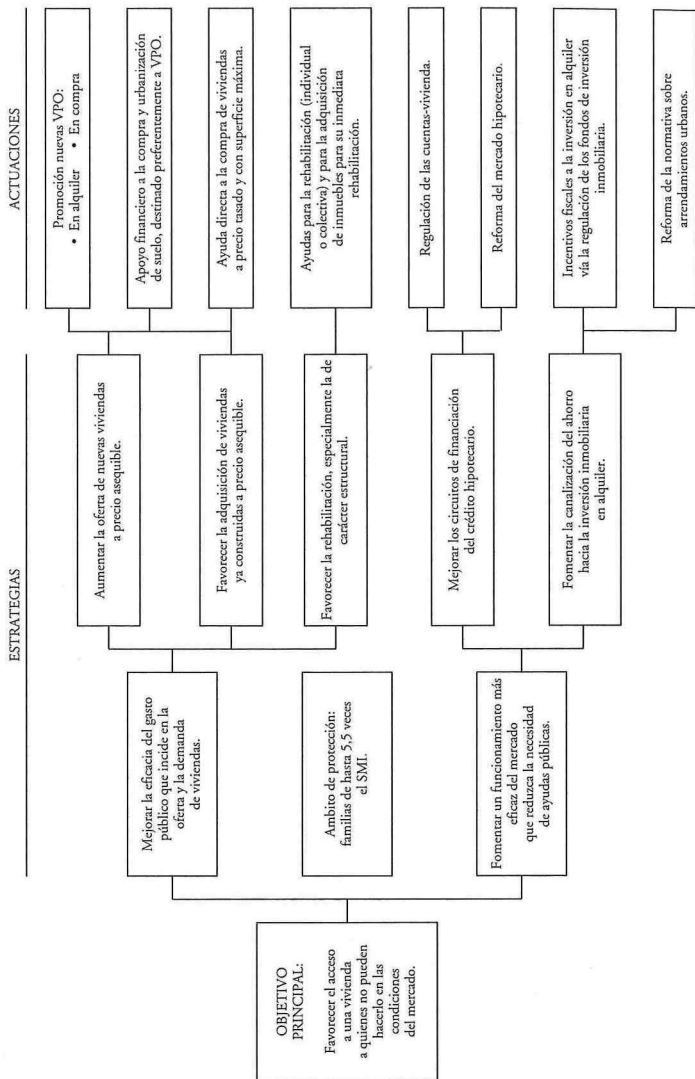 ESTRATEGIAS
ACTUACIONES
OBJETIVO
PRINCIPAL:
Favorecer el acceso
a una vivienda
a quienes no pueden
hacerlo en las
condiciones
del mercado.
Mejorar la eficacia del gasto
público que incide en la
oferta y la demanda
de viviendas.
Ambito de protección:
familias de hasta 5,5 veces
el SMI.
Fomentar un funcionamiento más
eficaz del mercado
que reduzca la necesidad
de ayudas públicas.
Aumentar la oferta de nuevas viviendas
a precio asequible.
Favorecer la adquisición de viviendas
ya construidas a precio asequible.
Favorecer la rehabilitación, especialmente la de
carácter estructural.
Mejorar los circuitos de financiación
del crédito hipotecario.
Fomentar la canalización del ahorro
hacia la inversión inmobiliaria
en alquiler.
Promoción nuevas VPO:
• En alquiler • En compra
Apoyo financiero a la compra y urbanización
de suelo, destinado preferentemente a VPO.
Ayuda directa a la compra de viviendas
a precio tasado y con superficie máxima.
Ayudas para la rehabilitación (individual
o colectiva) y para la adquisición
de inmuebles para su inmediata
rehabilitación.
Regulación de las cuentas-vivienda.
Reforma del mercado hipotecario.
Incentivos fiscales a la inversión en alquiler
vía la regulación de los fondos de inversión
inmobiliaria.
Reforma de la normativa sobre
arrendamientos urbanos.